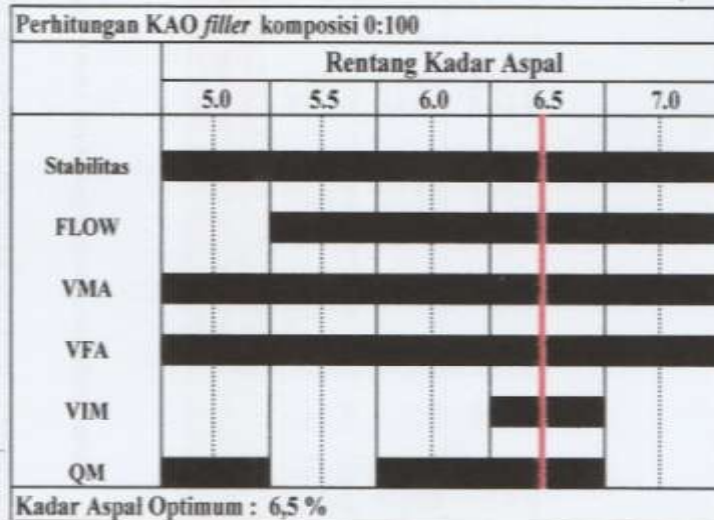 Perhitungan KAO filler komposisi 0:100
Rentang Kadar Aspal
5.0 5.5 6.0 6.5 7.0
Stabilitas
FLOW
VMA
VFA
VIM
QM
Kadar Aspal Optimum : 6,5 %